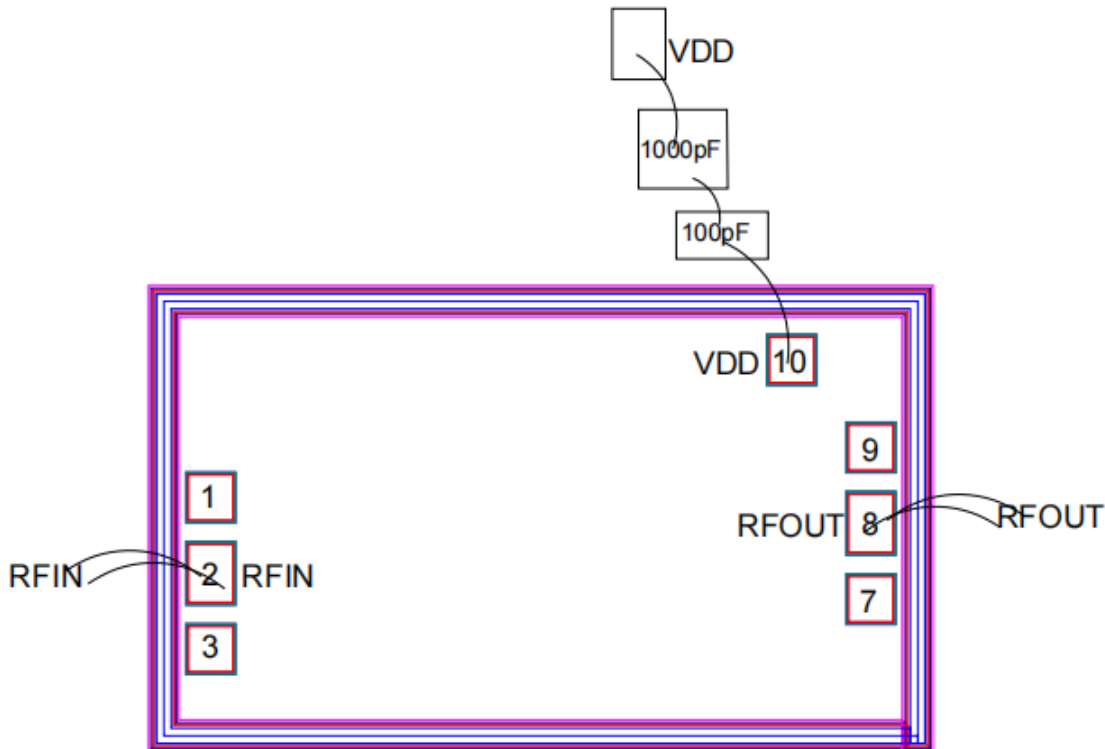 VDD
1000pF
100pF
VDD 10
9
1
RFOUT 8 RFOUT
RFIN 2 RFIN
7
3